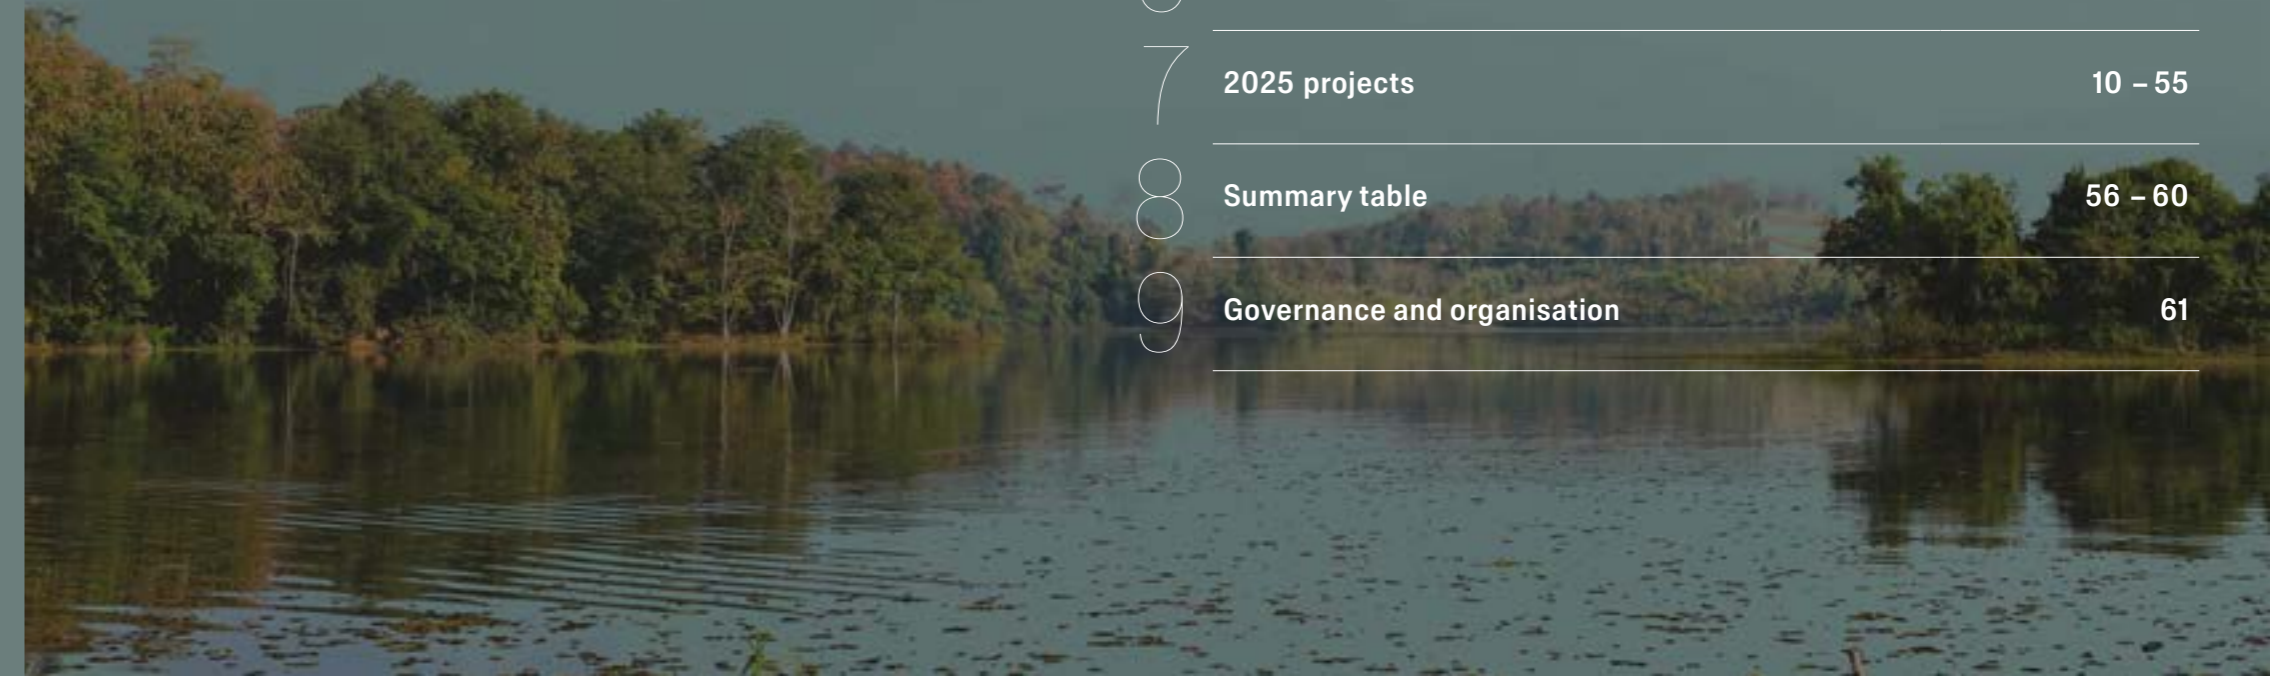 7 2025 projects 10 – 55
8 Summary table 56 – 60
9 Governance and organisation 61